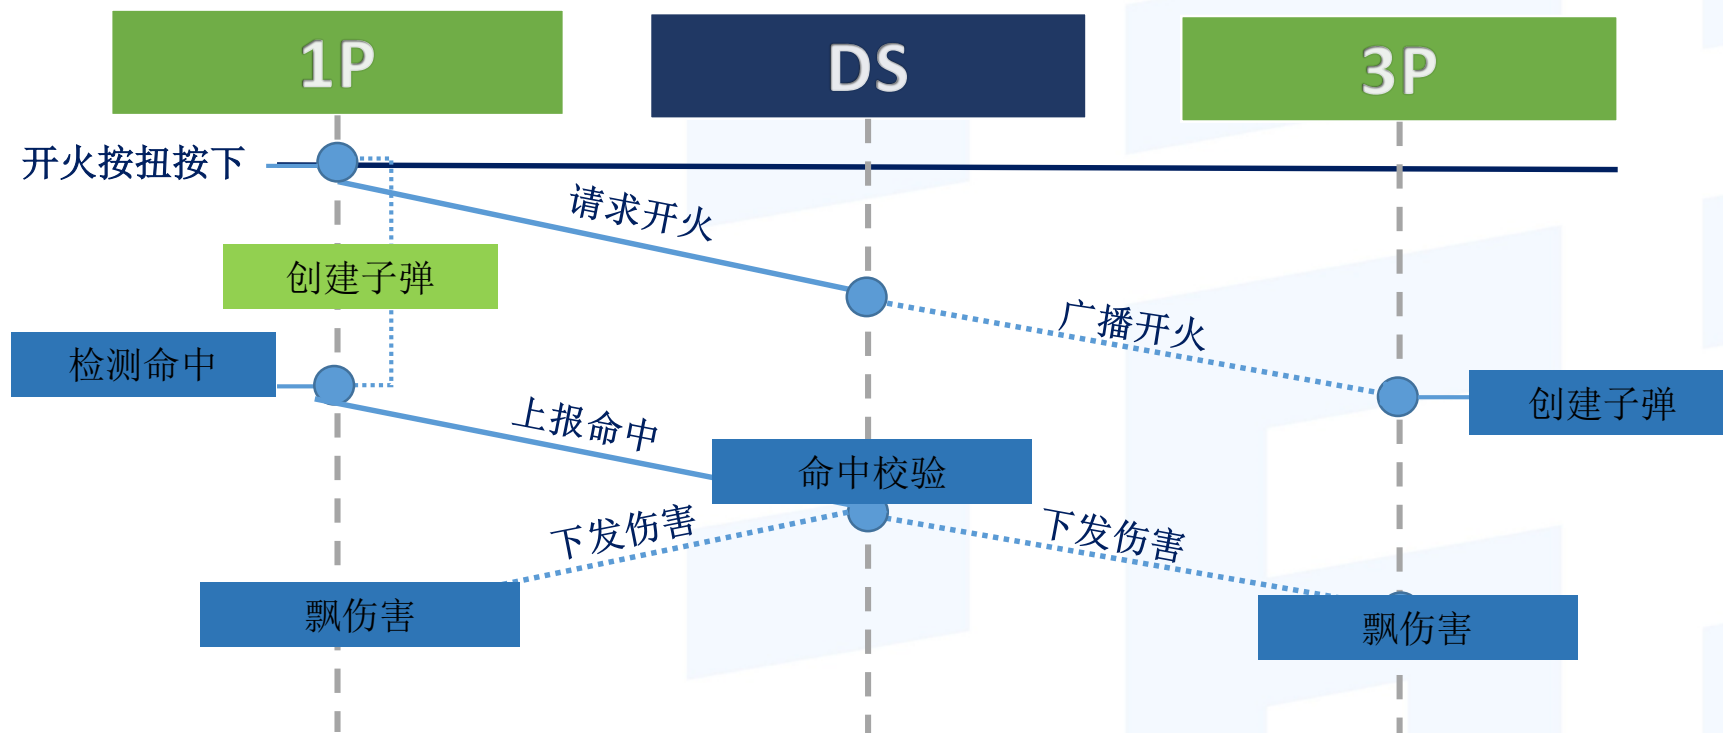 1P
DS
3P
开火按扭按下
请求开火
创建子弹
广播开火
检测命中
创建子弹
上报命中
命中校验
下发伤害
下发伤害
飘伤害
飘伤害